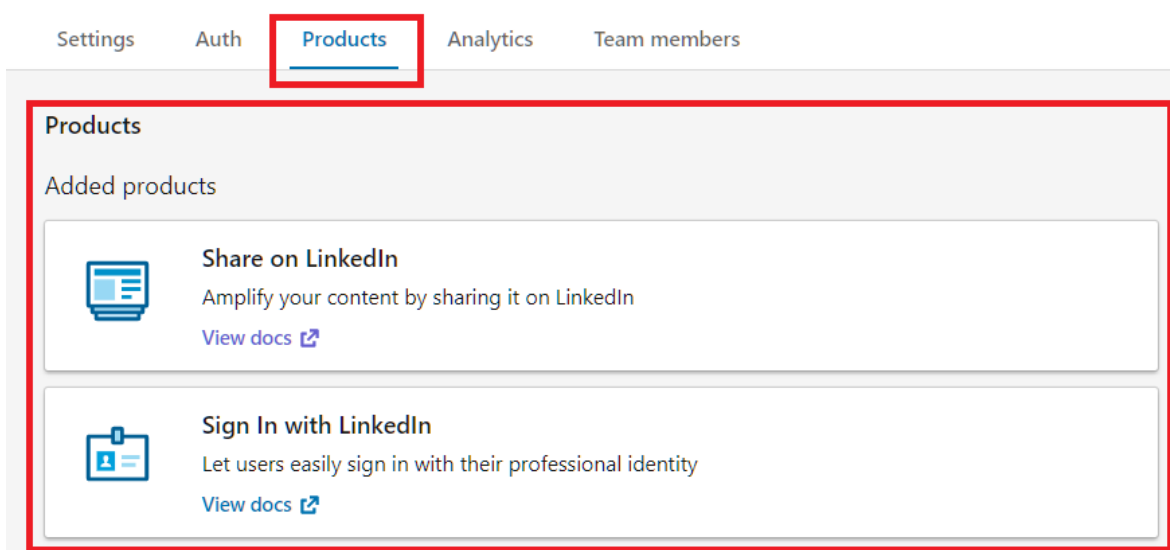 Settings Auth Products Analytics Team members
Products
Added products
Share on LinkedIn
Amplify your content by sharing it on LinkedIn
View docs
Sign In with LinkedIn
Let users easily sign in with their professional identity
View docs